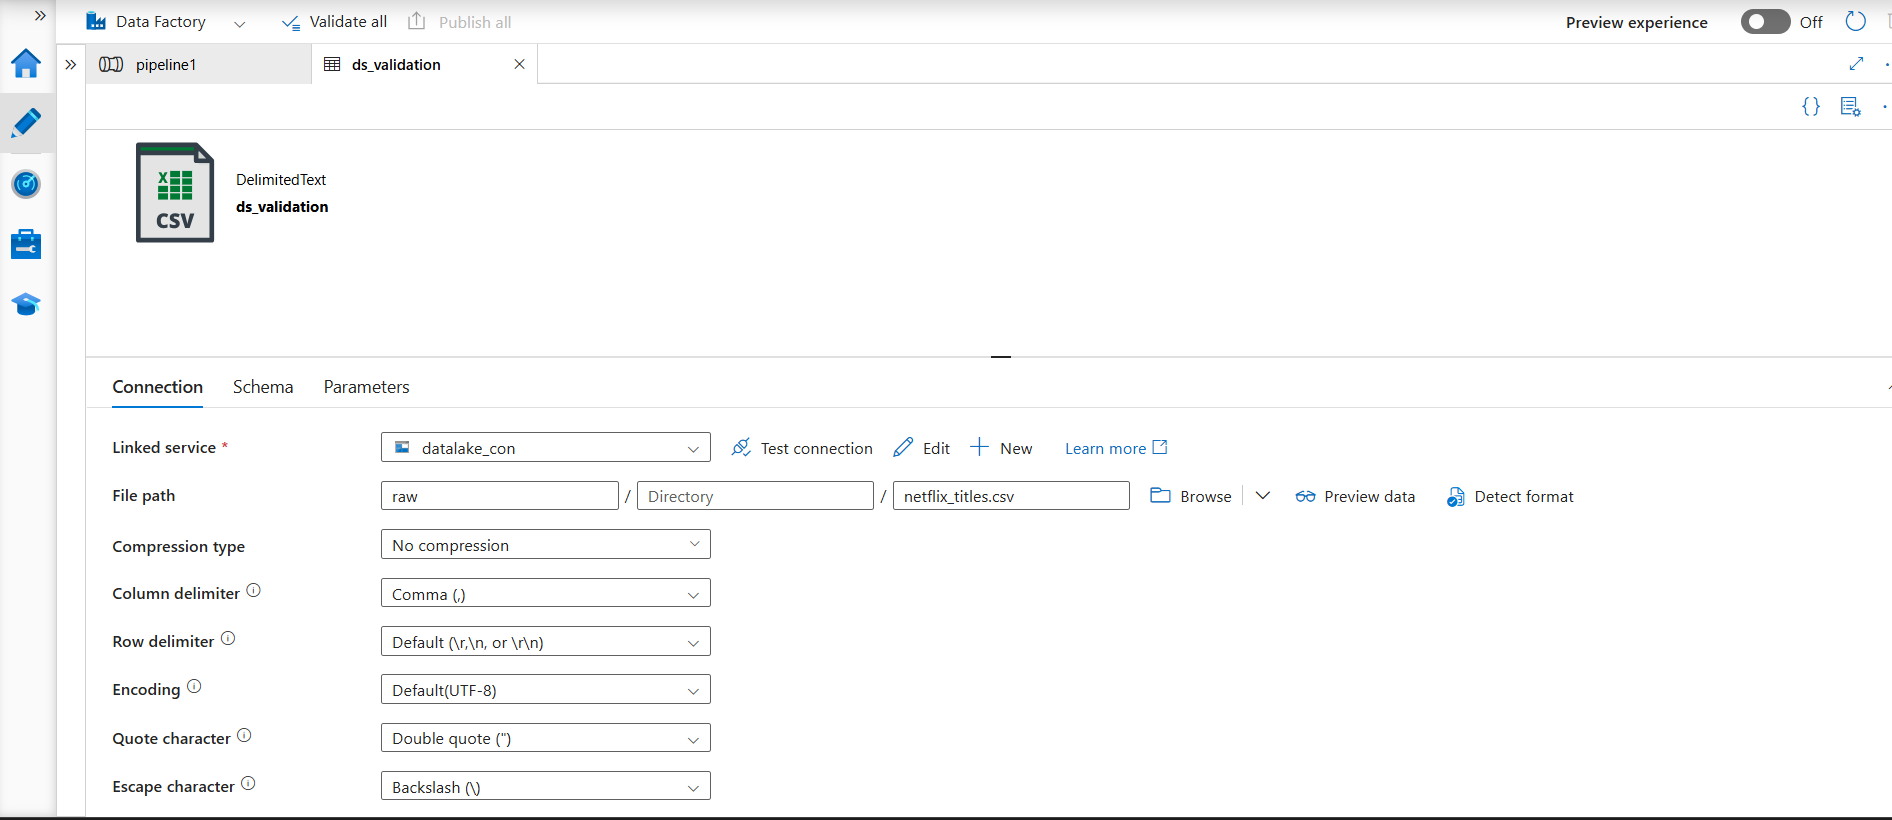 Data Factory
Validate all
Publish all
Preview experience
Off
pipeline1
ds_validation
X
CSV
DelimitedText
ds_validation
Connection
Schema
Parameters
Linked service *
datalake_con
Test connection
Edit
New
Learn more
File path
raw
/
Directory
/
netflix_titles.csv
Browse
Preview data
Detect format
Compression type
No compression
Column delimiter
Comma (,)
Row delimiter
Default (\r,\n, or \r\n)
Encoding
Default(UTF-8)
Quote character
Double quote (")
Escape character
Backslash (\)